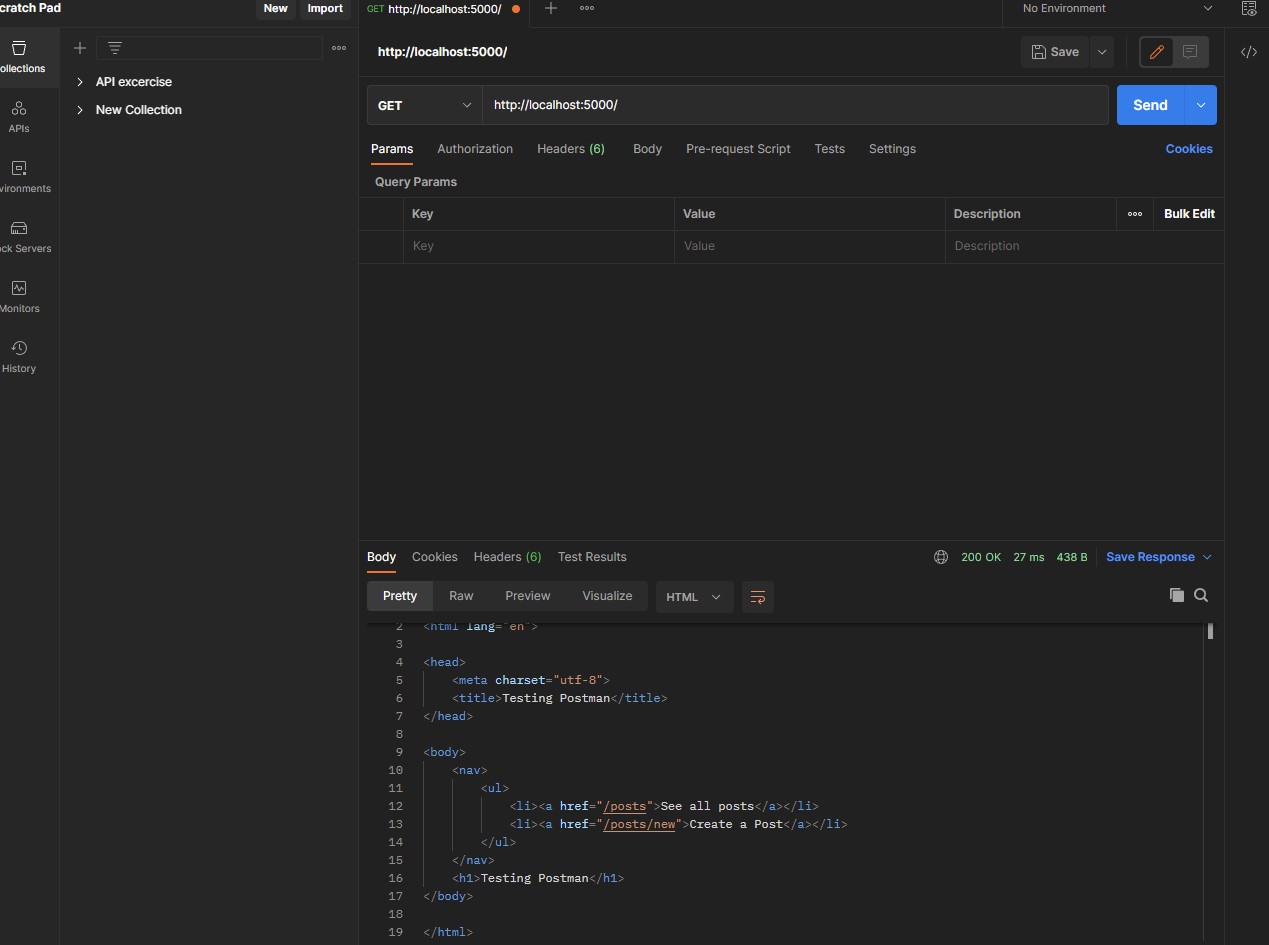 cratch Pad
New
Import
GET http://localhost:5000/
No Environment
http://localhost:5000/
Save
ollections
API excercise
New Collection
APIs
vironments
ock Servers
Monitors
History
GET
http://localhost:5000/
Send
Params
Authorization
Headers (6)
Body
Pre-request Script
Tests
Settings
Cookies
Query Params
Key
Value
Description
Bulk Edit
Key
Value
Description
Body
Cookies
Headers (6)
Test Results
200 OK
27 ms
438 B
Save Response
Pretty
Raw
Preview
Visualize
HTML
2 <html lang="en">
3
4 <head>
5 <meta charset="utf-8">
6 <title>Testing Postman</title>
7 </head>
8
9 <body>
10 <nav>
11 <ul>
12 <li><a href="/posts">See all posts</a></li>
13 <li><a href="/posts/new">Create a Post</a></li>
14 </ul>
15 </nav>
16 <h1>Testing Postman</h1>
17 </body>
18
19 </html>